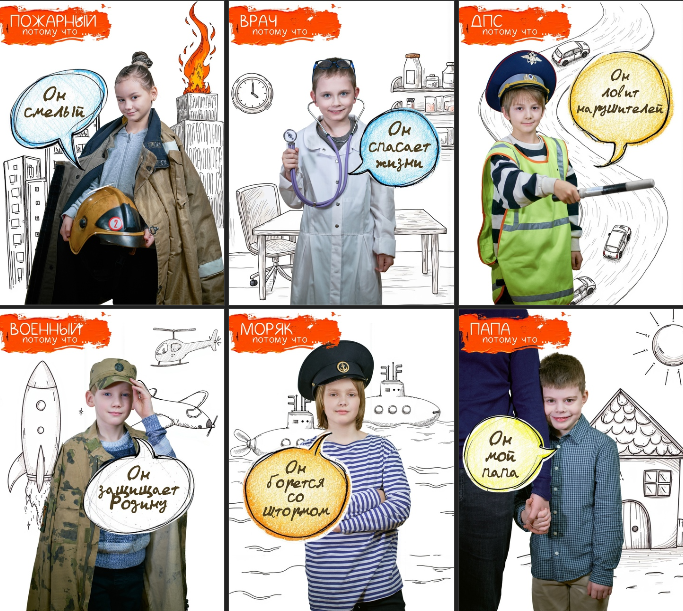 ПОЖАРНЫЙ
потому что ...
Он
смелый
ВРАЧ
потому что ...
Он
спасает
жизни
ДПС
потому что ...
Он
ловит
нарушителей
ВОЕННЫЙ
потому что ...
Он
защищает
Родину
МОРЯК
потому что ...
Он
борется
со
штормом
ПАПА
потому что ...
Он
мой
папа